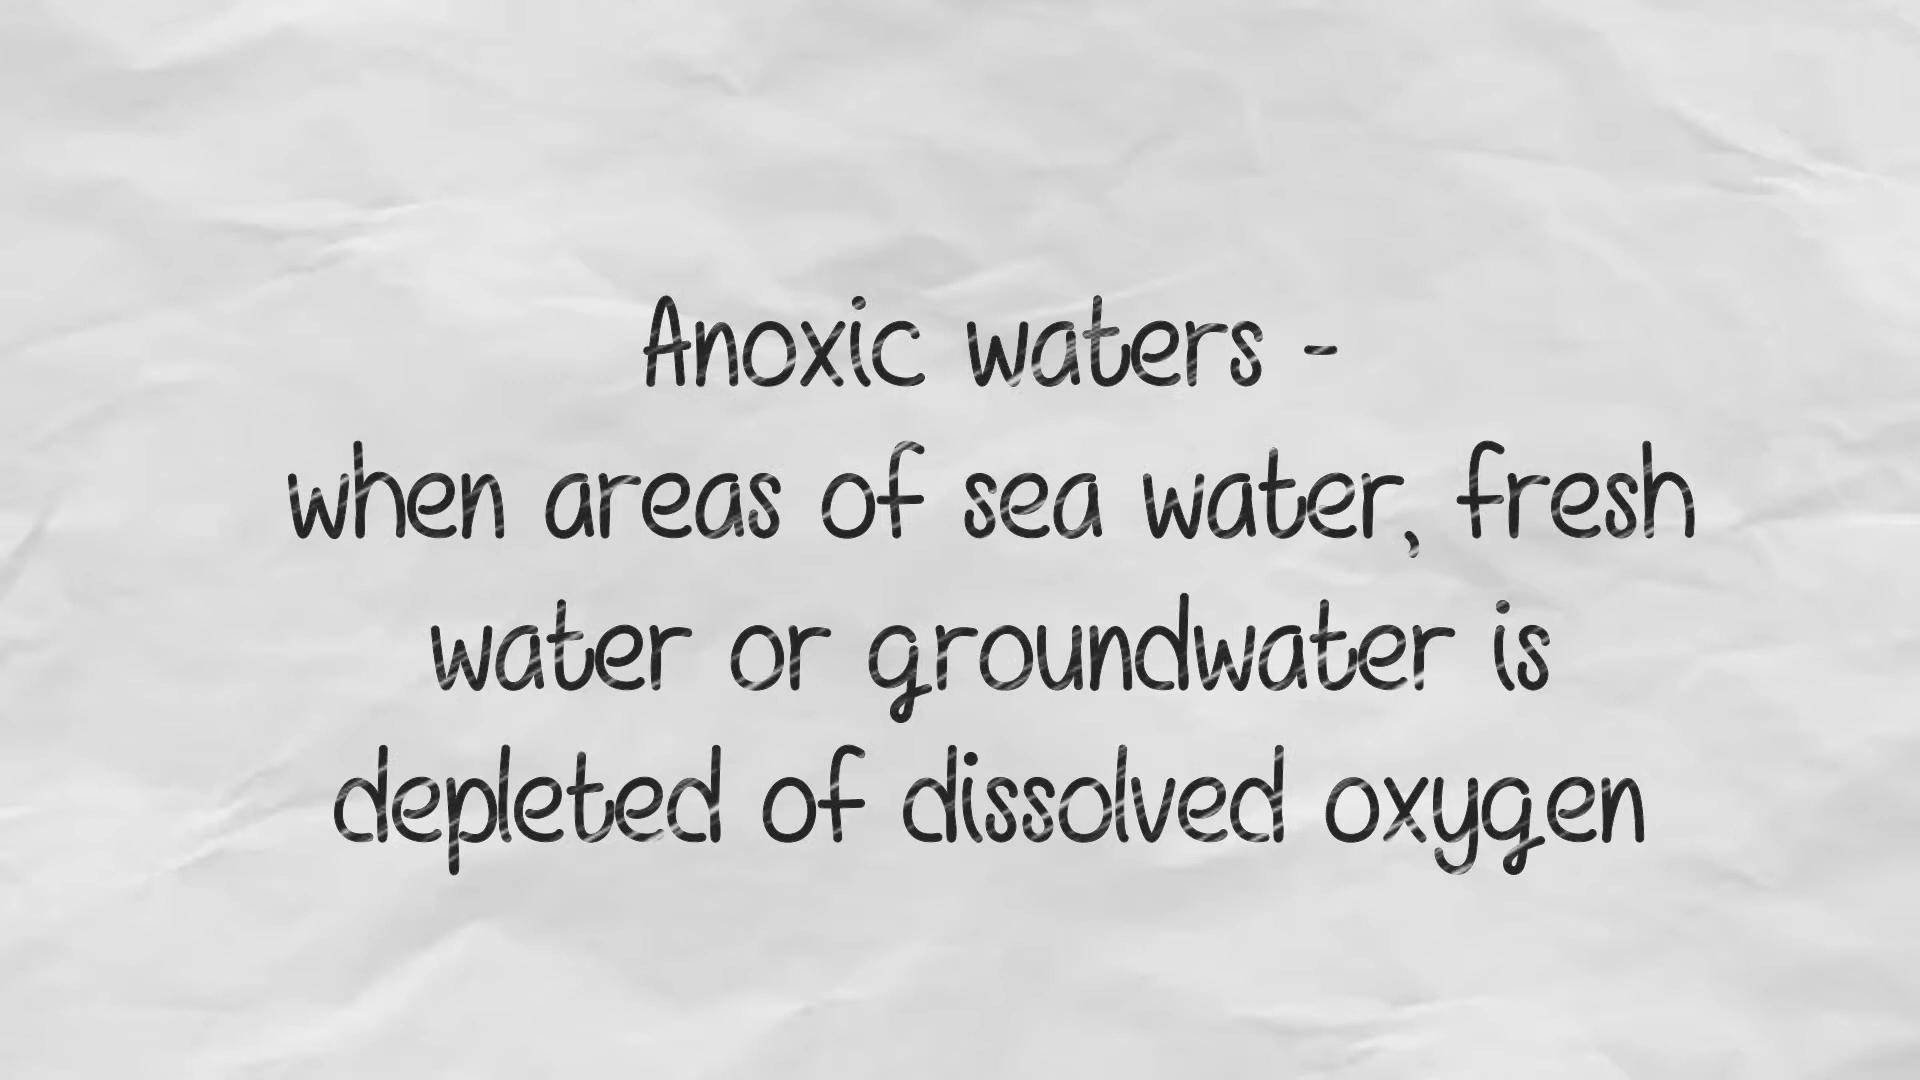 Anoxic waters -
when areas of sea water, fresh
water or groundwater is
depleted of dissolved oxygen